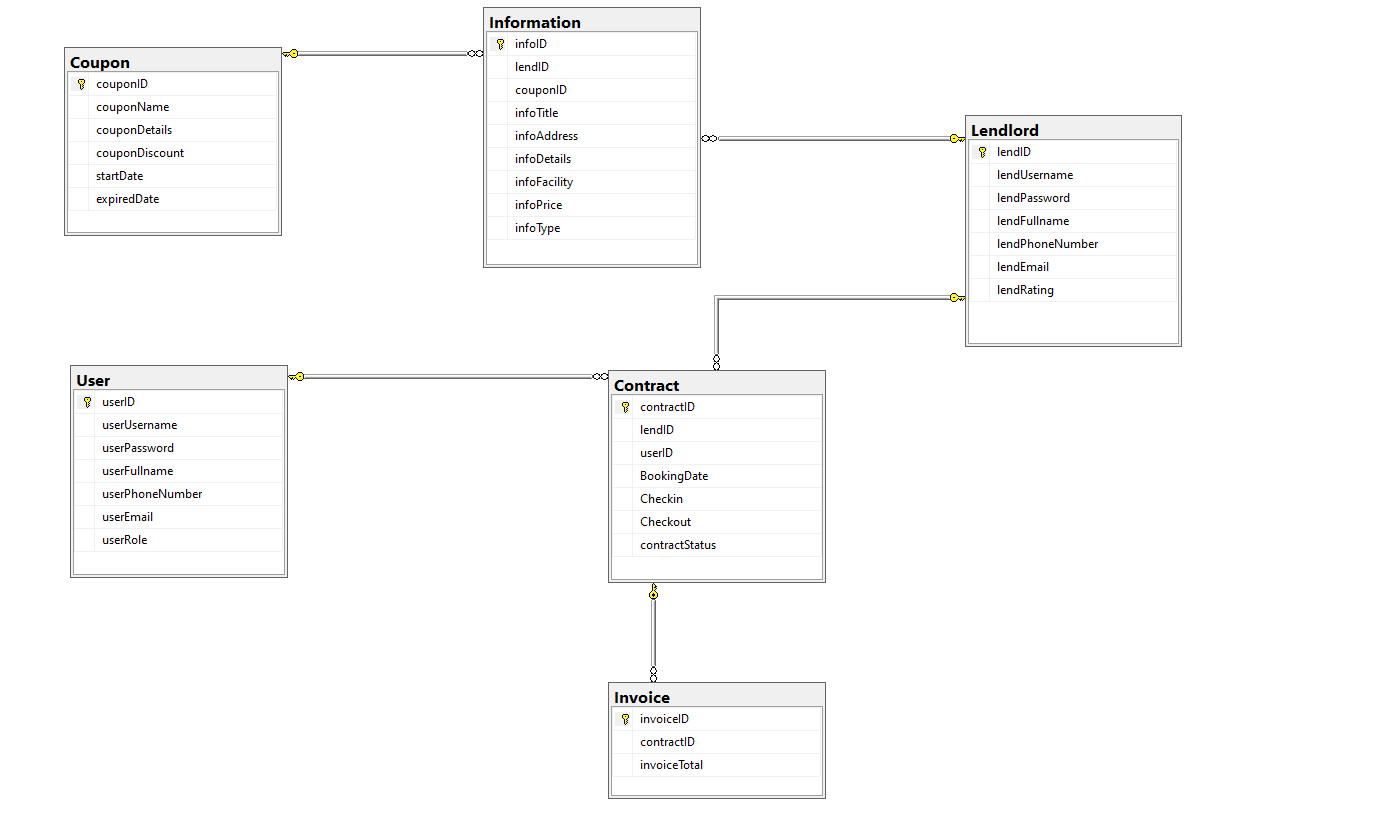 Coupon
couponID
couponName
couponDetails
couponDiscount
startDate
expiredDate
Information
infoID
lendID
couponID
infoTitle
infoAddress
infoDetails
infoFacility
infoPrice
infoType
Lendlord
lendID
lendUsername
lendPassword
lendFullname
lendPhoneNumber
lendEmail
lendRating
User
userID
userUsername
userPassword
userFullname
userPhoneNumber
userEmail
userRole
Contract
contractID
lendID
userID
BookingDate
Checkin
Checkout
contractStatus
Invoice
invoiceID
contractID
invoiceTotal